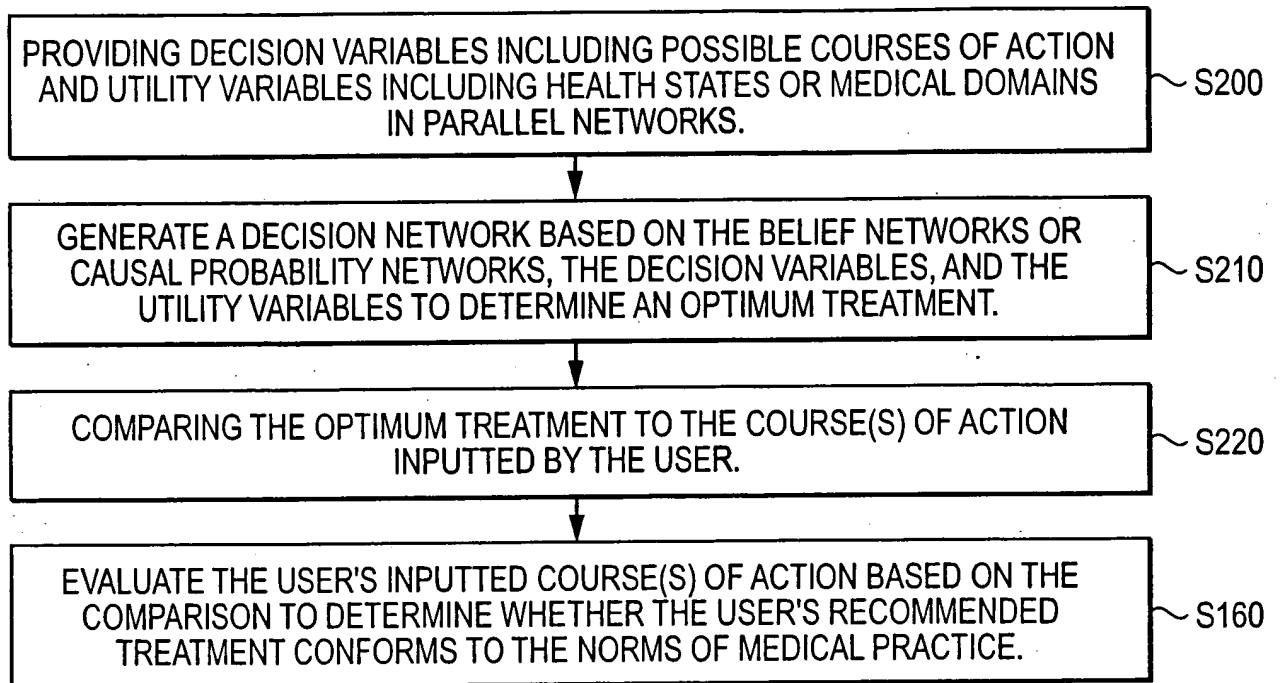 PROVIDING DECISION VARIABLES INCLUDING POSSIBLE COURSES OF ACTION
AND UTILITY VARIABLES INCLUDING HEALTH STATES OR MEDICAL DOMAINS
IN PARALLEL NETWORKS.
S200
GENERATE A DECISION NETWORK BASED ON THE BELIEF NETWORKS OR
CAUSAL PROBABILITY NETWORKS, THE DECISION VARIABLES, AND THE
UTILITY VARIABLES TO DETERMINE AN OPTIMUM TREATMENT.
S210
COMPARING THE OPTIMUM TREATMENT TO THE COURSE(S) OF ACTION
INPUTTED BY THE USER.
S220
EVALUATE THE USER'S INPUTTED COURSE(S) OF ACTION BASED ON THE
COMPARISON TO DETERMINE WHETHER THE USER'S RECOMMENDED
TREATMENT CONFORMS TO THE NORMS OF MEDICAL PRACTICE.
S160